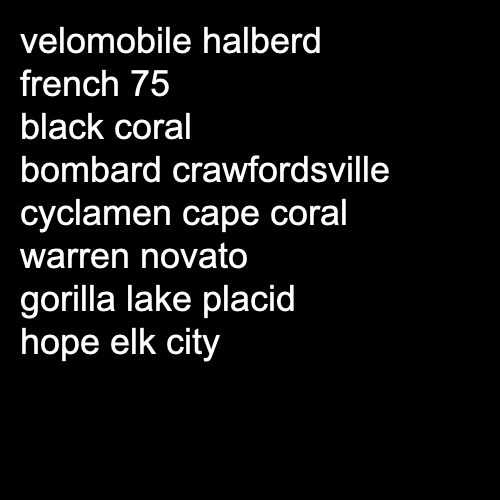 velomobile halberd
french 75
black coral
bombard crawfordsville
cyclamen cape coral
warren novato
gorilla lake placid
hope elk city